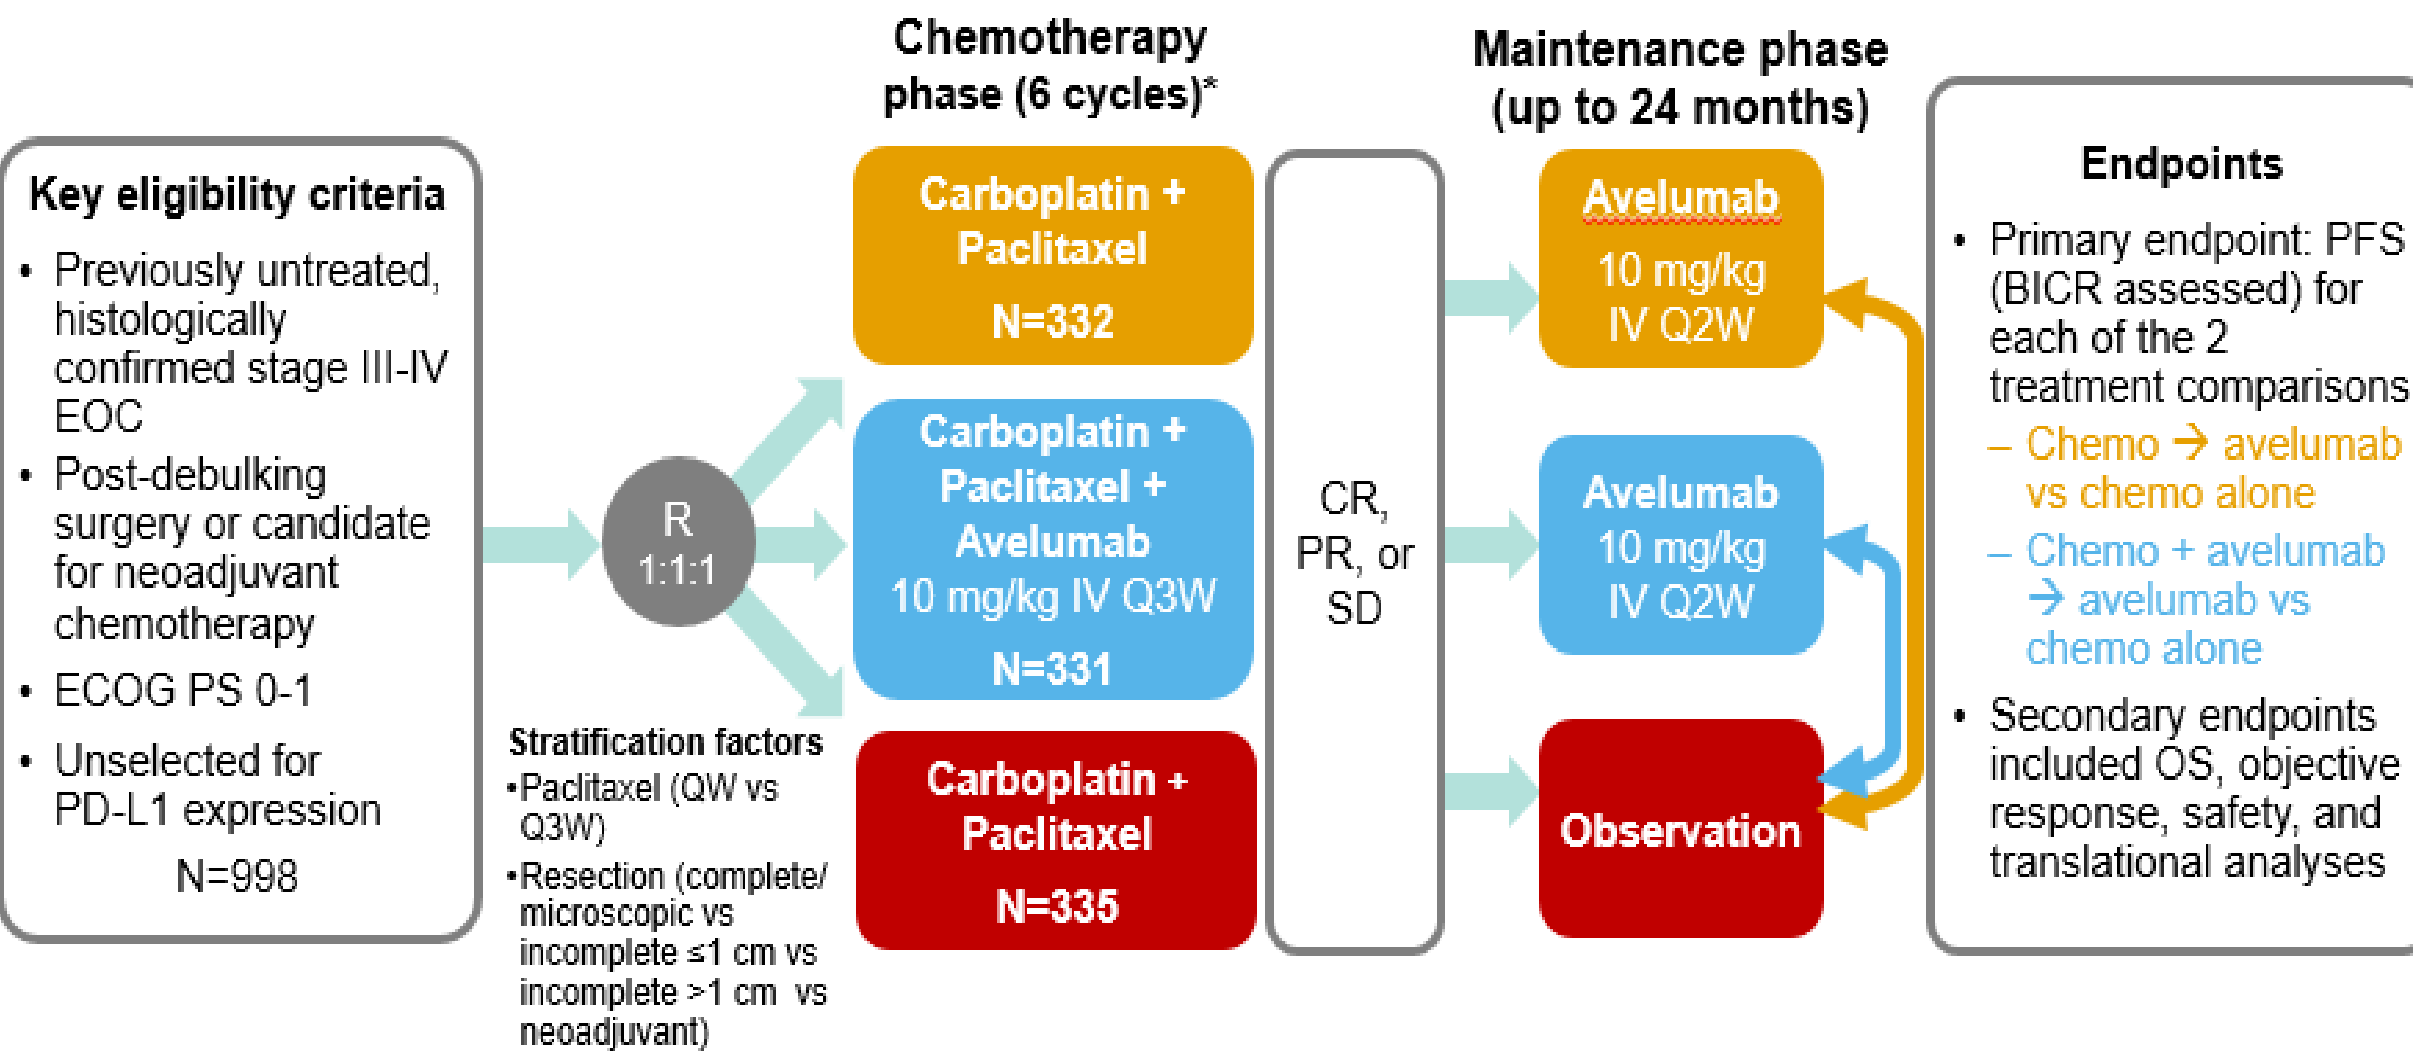 Key eligibility criteria
• Previously untreated,
histologically
confirmed stage III-IV
EOC
• Post-debulking
surgery or candidate
for neoadjuvant
chemotherapy
• ECOG PS 0-1
• Unselected for
PD-L1 expression
N=998
R
1:1:1
Stratification factors
•Paclitaxel (QW vs
Q3W)
•Resection (complete/
microscopic vs
incomplete ≤1 cm vs
incomplete >1 cm vs
neoadjuvant)
Chemotherapy
phase (6 cycles)*
Carboplatin +
Paclitaxel
N=332
Carboplatin +
Paclitaxel +
Avelumab
10 mg/kg IV Q3W
N=331
Carboplatin +
Paclitaxel
N=335
CR,
PR, or
SD
Maintenance phase
(up to 24 months)
Avelumab
10 mg/kg
IV Q2W
Avelumab
10 mg/kg
IV Q2W
Observation
Endpoints
• Primary endpoint: PFS
(BICR assessed) for
each of the 2
treatment comparisons
– Chemo → avelumab
vs chemo alone
– Chemo + avelumab
→ avelumab vs
chemo alone
• Secondary endpoints
included OS, objective
response, safety, and
translational analyses